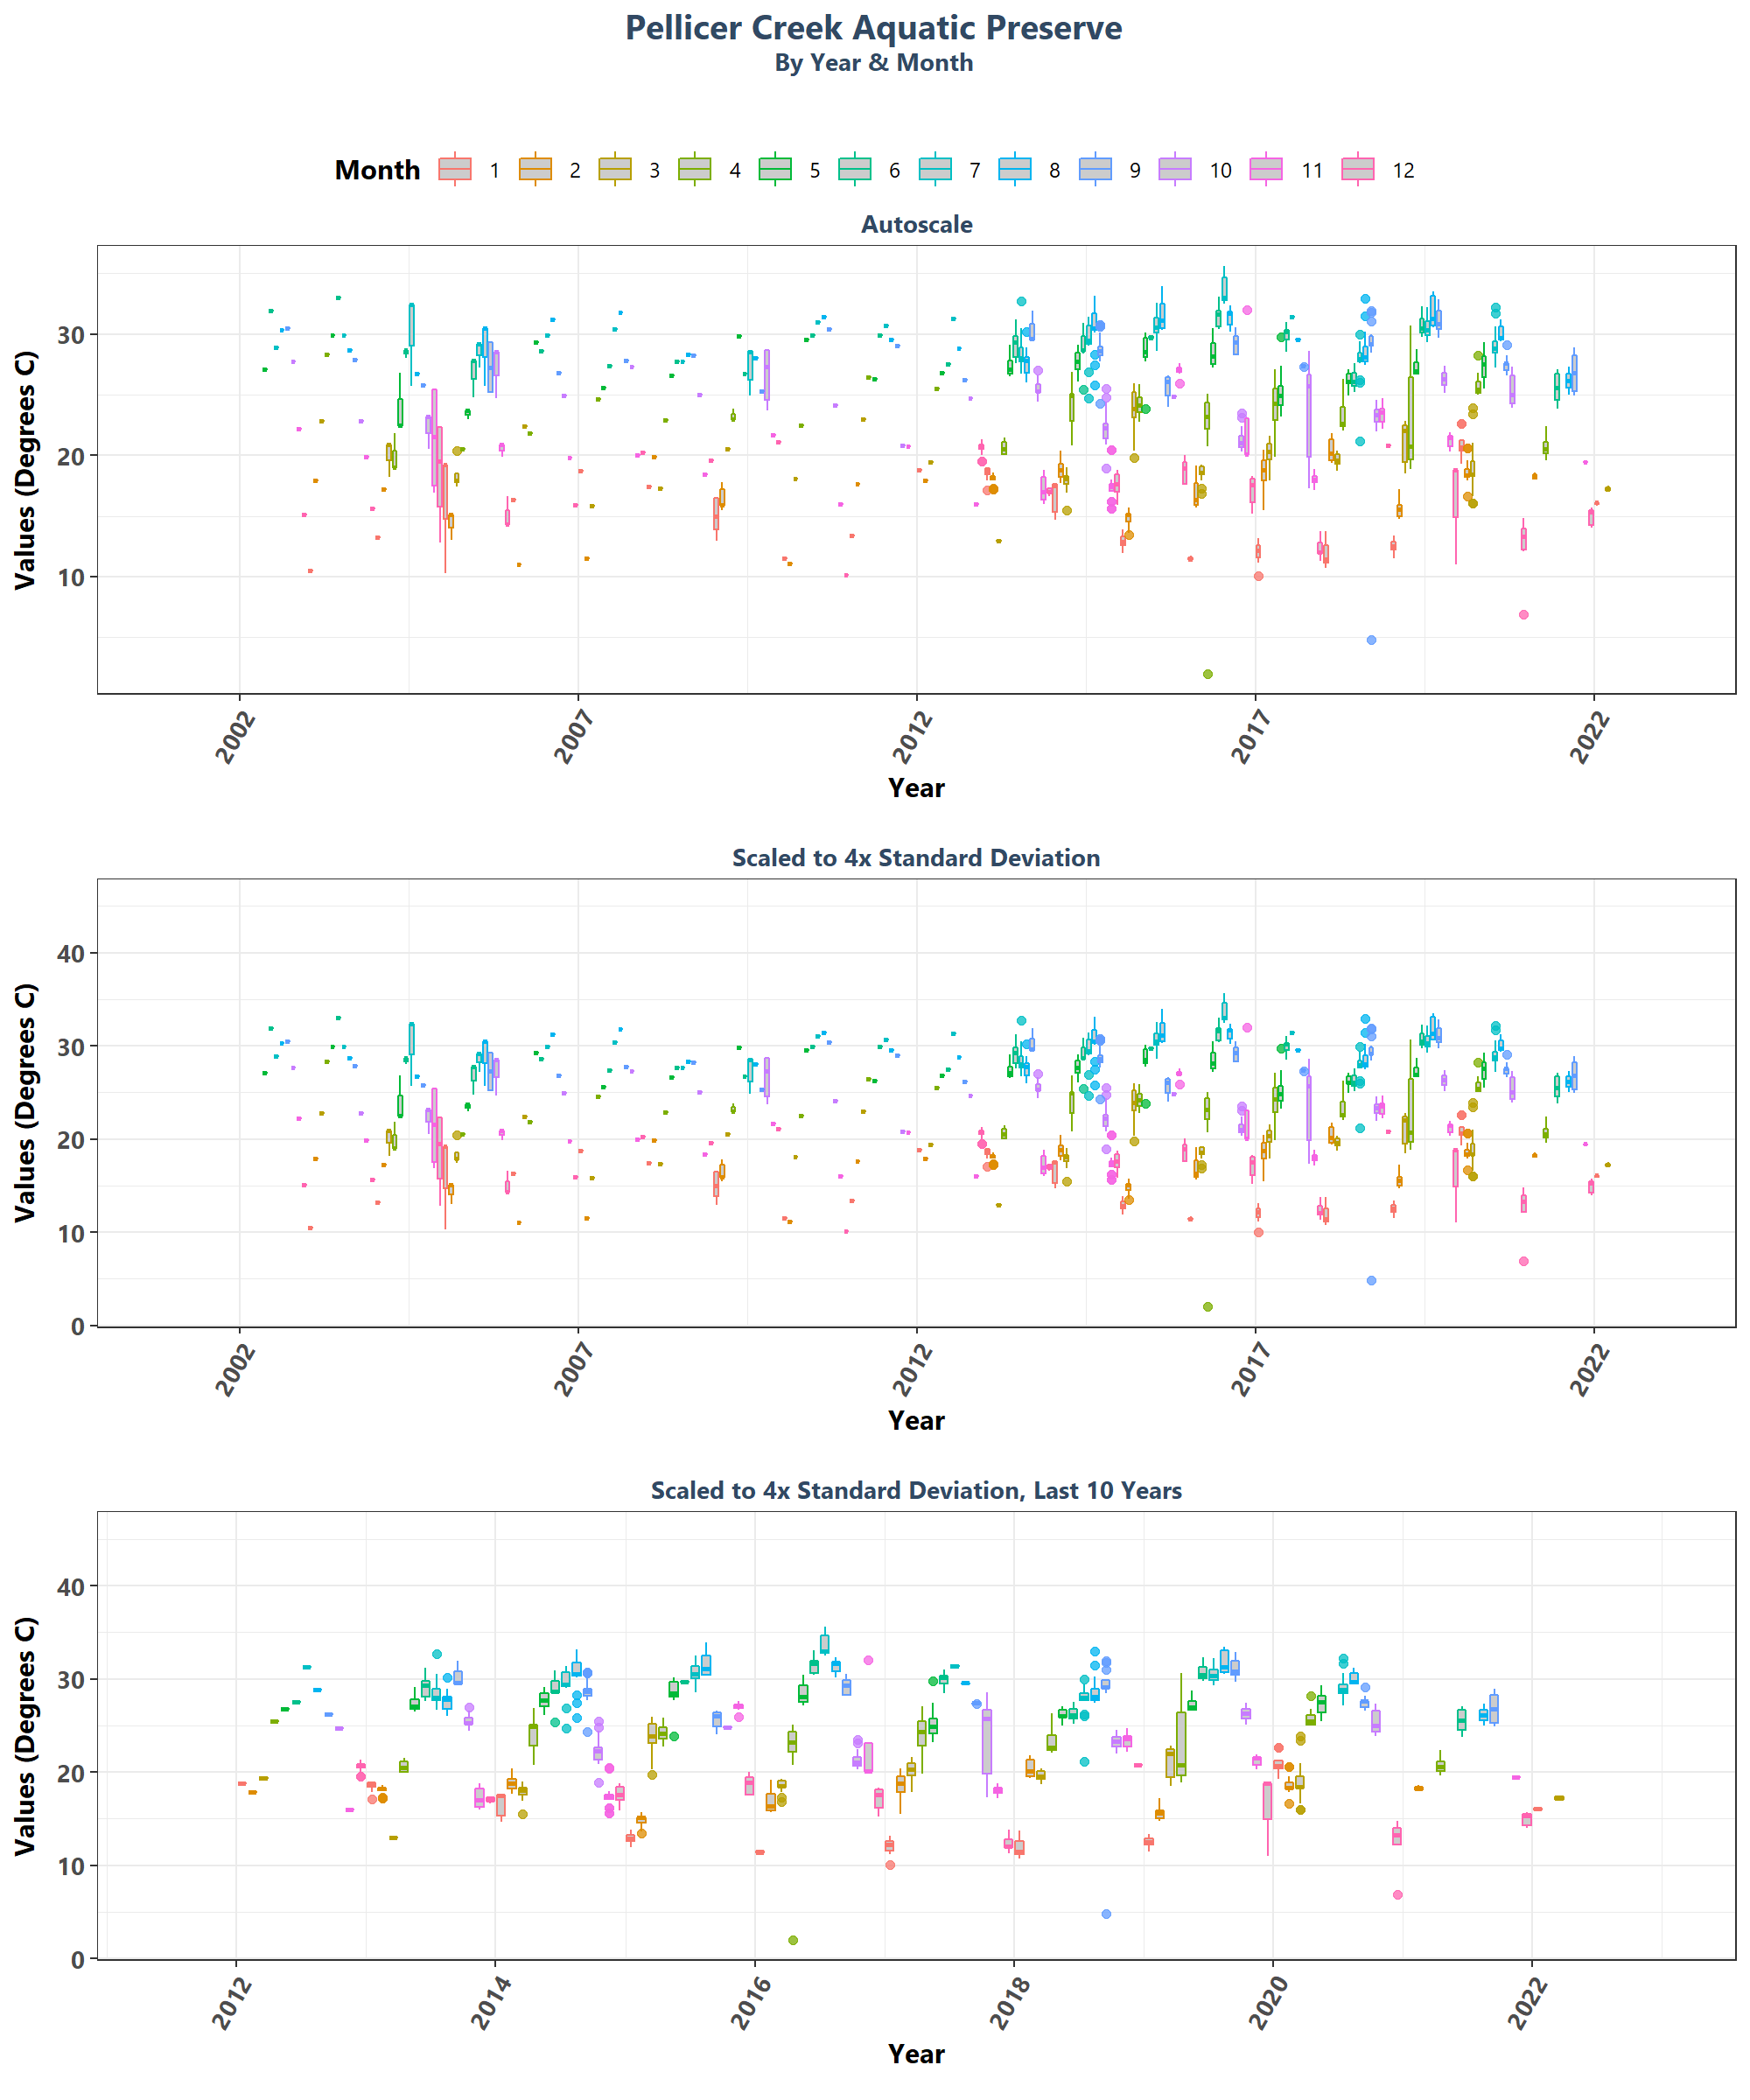 Pellicer Creek Aquatic Preserve
By Year & Month
Month 1 2 3 4 5 6 7 8 9 10 11 12
Autoscale
Values (Degrees C)
30
20
10
2002 2007 2012 2017 2022
Year
Scaled to 4x Standard Deviation
Values (Degrees C)
40
30
20
10
0
2002 2007 2012 2017 2022
Year
Scaled to 4x Standard Deviation, Last 10 Years
Values (Degrees C)
40
30
20
10
0
2012 2014 2016 2018 2020 2022
Year